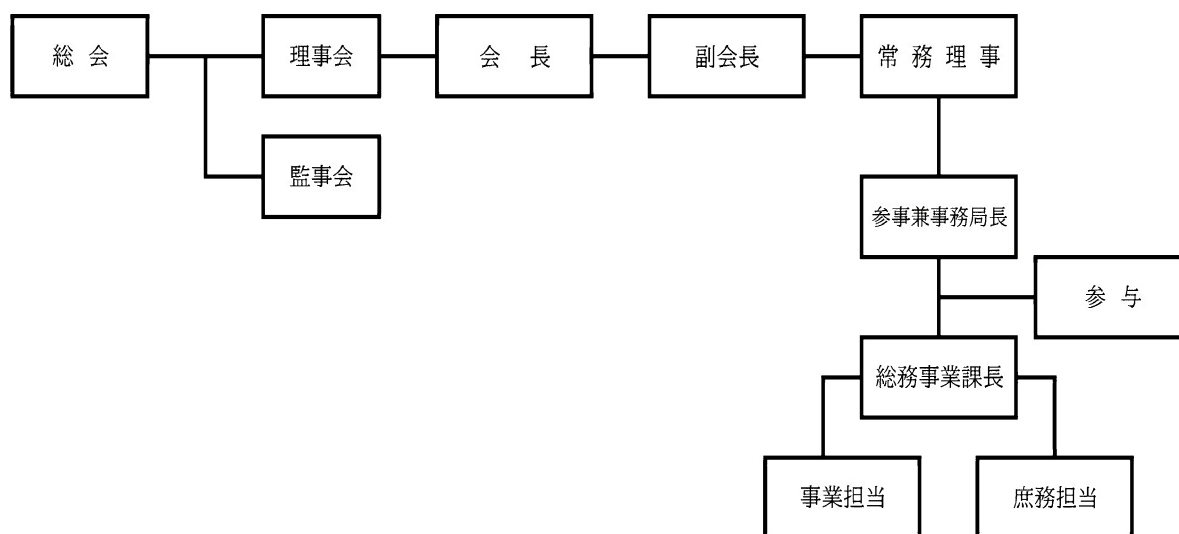 総会
理事会
会長
副会長
常務理事
監事会
参事兼事務局長
参与
総務事業課長
事業担当
庶務担当